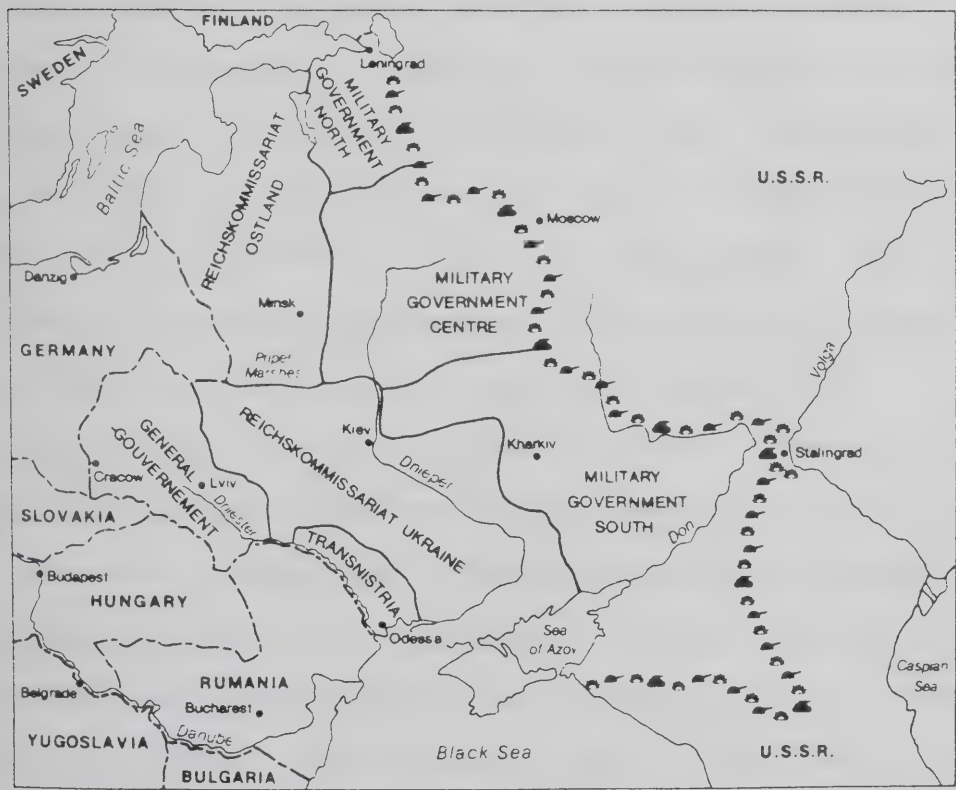 FINLAND
SWEDEN
Leningrad
MILITARY
GOVERNMENT
NORTH
U.S.S.R.
Baltic Sea
REICHSKOMMISSARIAT
OSTLAND
Moscow
Danzig
MILITARY
GOVERNMENT
CENTRE
Minsk
GERMANY
Pripet
Marshes
Volga
REICHSKOMMISSARIAT UKRAINE
GENERAL
GOUVERNEMENT
Kiev
Kharkiv
Stalingrad
Cracow
Lviv
Dnieper
MILITARY
GOVERNMENT
SOUTH
Dniester
SLOVAKIA
Don
TRANSNISTRIA
Budapest
HUNGARY
Odessa
Sea
of Azov
Caspian
Sea
Belgrade
RUMANIA
Bucharest
YUGOSLAVIA
Danube
Black Sea
U.S.S.R.
BULGARIA